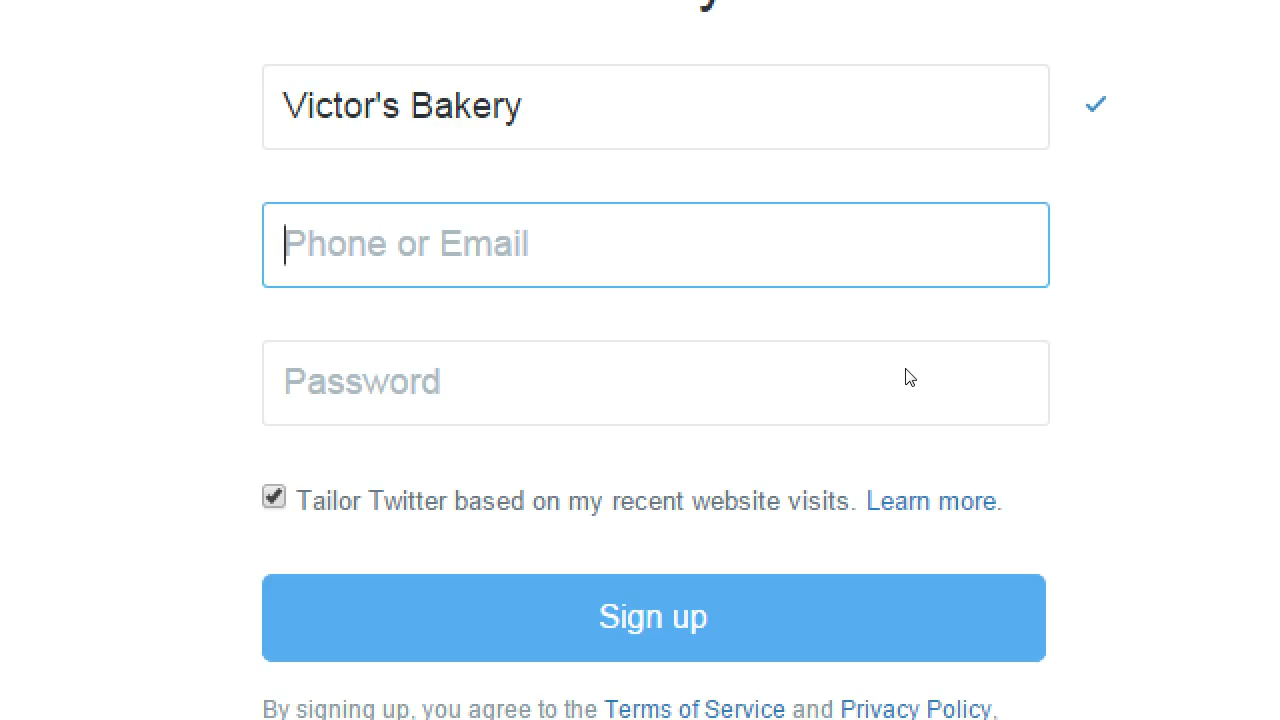 Victor's Bakery
Phone or Email
Password
Tailor Twitter based on my recent website visits. Learn more.
Sign up
By signing up, you agree to the Terms of Service and Privacy Policy,